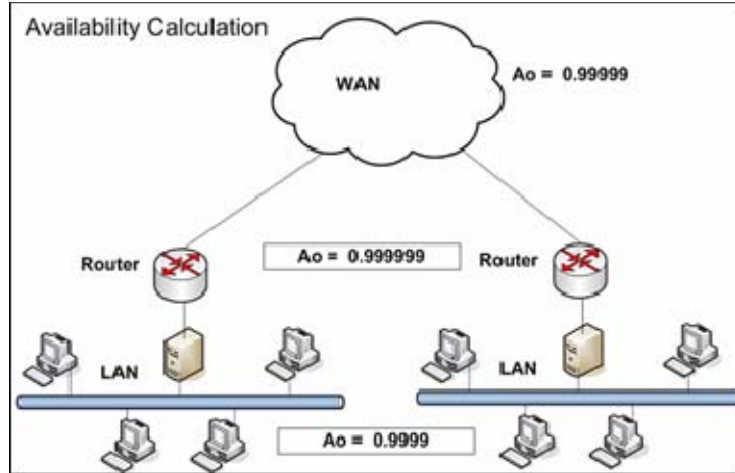 Availability Calculation
WAN
Ao = 0.99999
Router
Ao = 0.999999
Router
LAN
LAN
Ao = 0.9999